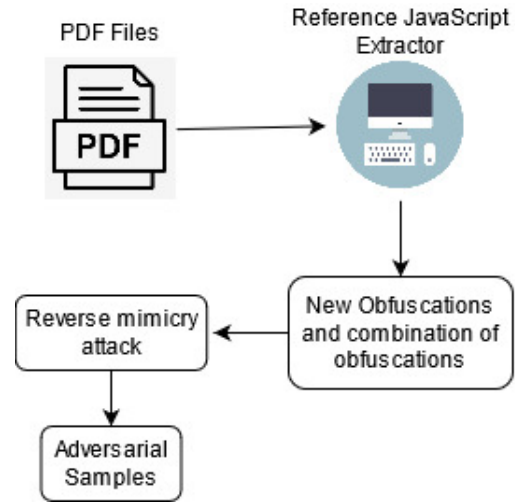 PDF Files
Reference JavaScript
Extractor
PDF
New Obfuscations
and combination of
obfuscations
Reverse mimicry
attack
Adversarial
Samples